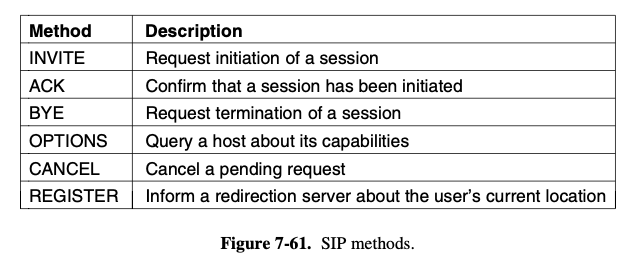 Method Description
INVITE Request initiation of a session
ACK Confirm that a session has been initiated
BYE Request termination of a session
OPTIONS Query a host about its capabilities
CANCEL Cancel a pending request
REGISTER Inform a redirection server about the user's current location
Figure 7-61. SIP methods.